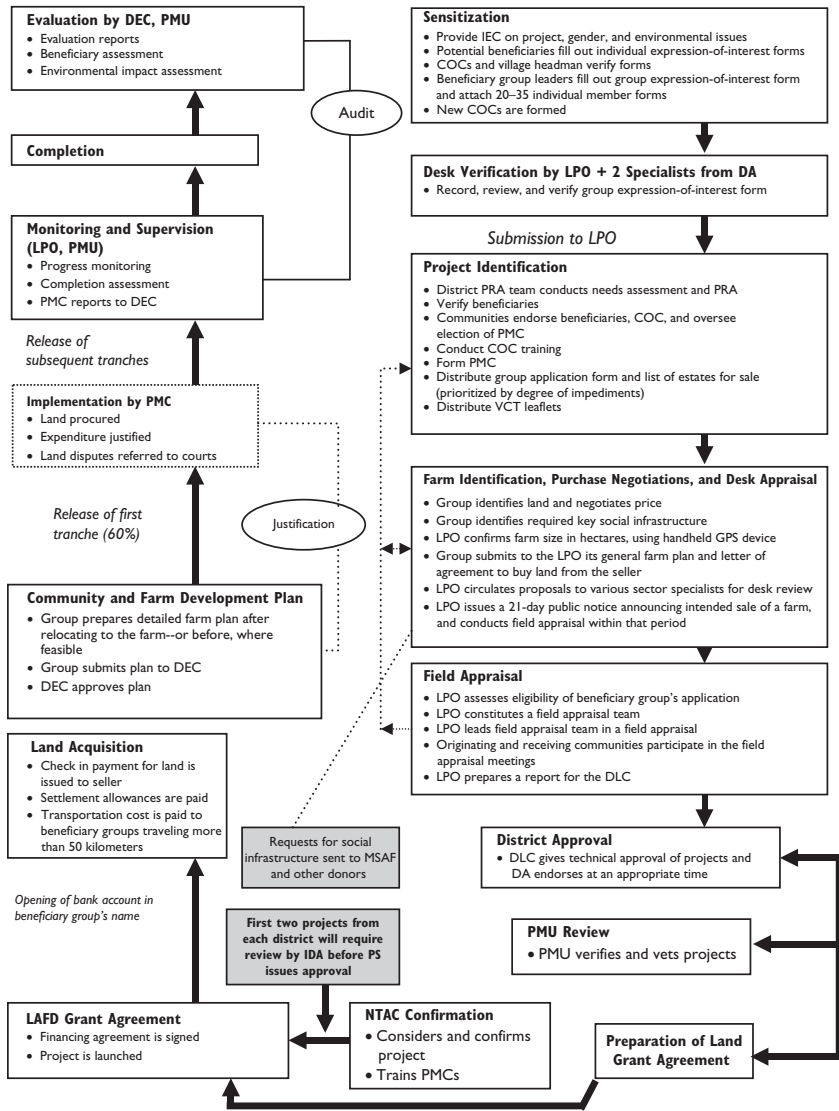 Sensitization
• Provide IEC on project, gender, and environmental issues
• Potential beneficiaries fill out individual expression-of-interest forms
• COCs and village headman verify forms
• Beneficiary group leaders fill out group expression-of-interest form
and attach 20–35 individual member forms
• New COCs are formed
Desk Verification by LPO + 2 Specialists from DA
• Record, review, and verify group expression-of-interest form
Submission to LPO
Project Identification
• District PRA team conducts needs assessment and PRA
• Verify beneficiaries
• Communities endorse beneficiaries, COC, and oversee
election of PMC
• Conduct COC training
• Form PMC
• Distribute group application form and list of estates for sale
(prioritized by degree of impediments)
• Distribute VCT leaflets
Farm Identification, Purchase Negotiations, and Desk Appraisal
• Group identifies land and negotiates price
• Group identifies required key social infrastructure
• LPO confirms farm size in hectares, using handheld GPS device
• Group submits to the LPO its general farm plan and letter of
agreement to buy land from the seller
• LPO circulates proposals to various sector specialists for desk review
• LPO issues a 21-day public notice announcing intended sale of a farm,
and conducts field appraisal within that period
Field Appraisal
• LPO assesses eligibility of beneficiary group's application
• LPO constitutes a field appraisal team
• LPO leads field appraisal team in a field appraisal
• Originating and receiving communities participate in the field
appraisal meetings
• LPO prepares a report for the DLC
Requests for social
infrastructure sent to MSAF
and other donors
District Approval
• DLC gives technical approval of projects and
DA endorses at an appropriate time
PMU Review
• PMU verifies and vets projects
Preparation of Land
Grant Agreement
First two projects from
each district will require
review by IDA before PS
issues approval
NTAC Confirmation
• Considers and confirms
project
• Trains PMCs
LAFD Grant Agreement
• Financing agreement is signed
• Project is launched
Opening of bank account in
beneficiary group's name
Land Acquisition
• Check in payment for land is
issued to seller
• Settlement allowances are paid
• Transportation cost is paid to
beneficiary groups traveling more
than 50 kilometers
Community and Farm Development Plan
• Group prepares detailed farm plan after
relocating to the farm--or before, where
feasible
• Group submits plan to DEC
• DEC approves plan
Release of first
tranche (60%)
Justification
Implementation by PMC
• Land procured
• Expenditure justified
• Land disputes referred to courts
Release of
subsequent tranches
Monitoring and Supervision
(LPO, PMU)
• Progress monitoring
• Completion assessment
• PMC reports to DEC
Completion
Audit
Evaluation by DEC, PMU
• Evaluation reports
• Beneficiary assessment
• Environmental impact assessment